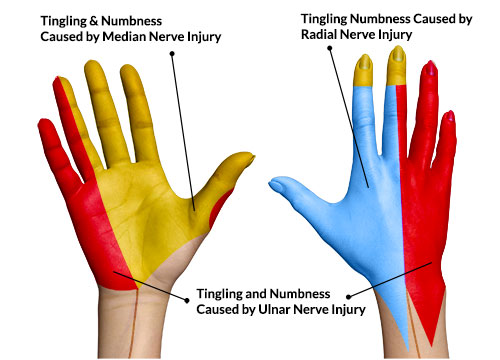 Tingling & Numbness
Caused by Median Nerve Injury
Tingling Numbness Caused by
Radial Nerve Injury
Tingling and Numbness
Caused by Ulnar Nerve Injury